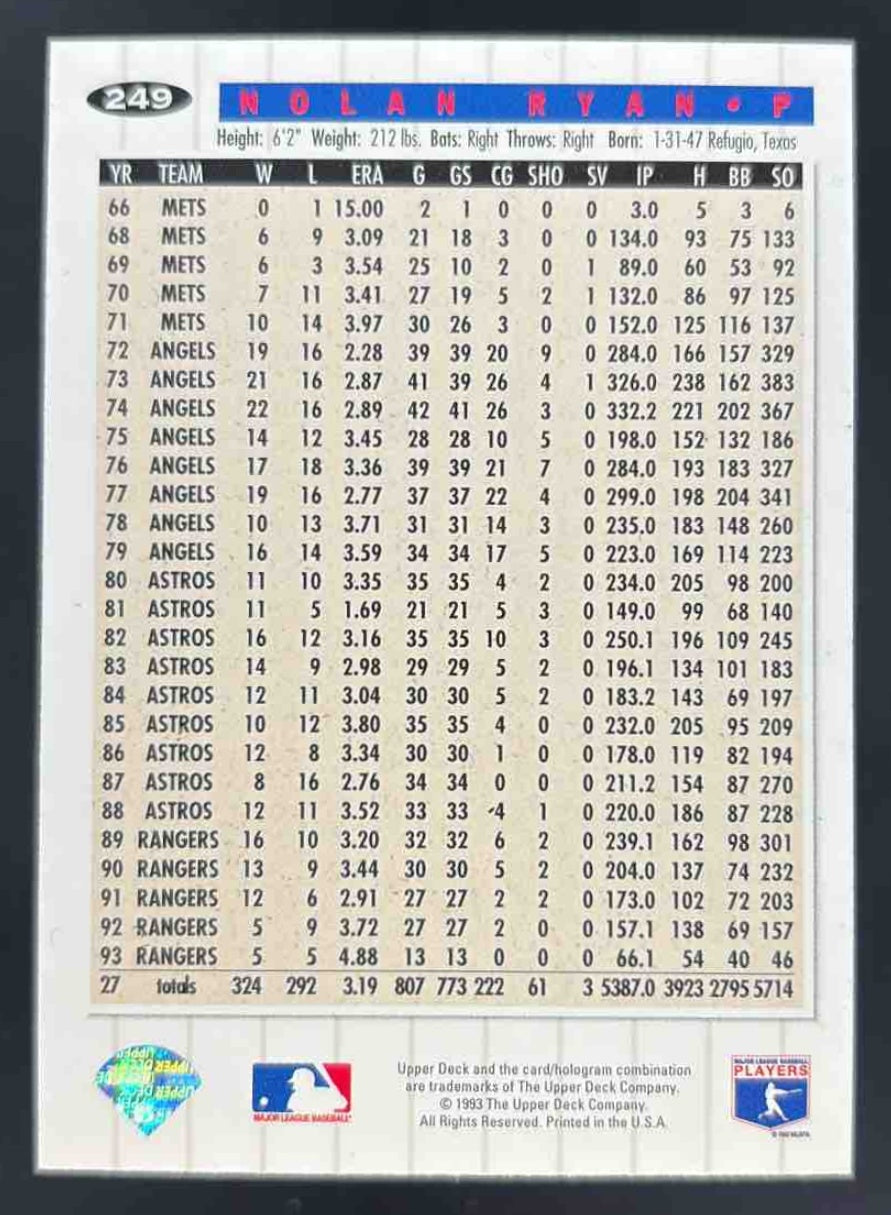 249
NOLAN RYAN • P
Height: 6'2" Weight: 212 lbs. Bats: Right Throws: Right Born: 1-31-47 Refugio, Texas
YR TEAM W L ERA G GS CG SHO SV IP H BB SO
66 METS 0 1 15.00 2 1 0 0 0 3.0 5 3 6
68 METS 6 9 3.09 21 18 3 0 0 134.0 93 75 133
69 METS 6 3 3.54 25 10 2 0 1 89.0 60 53 92
70 METS 7 11 3.41 27 19 5 2 1 132.0 86 97 125
71 METS 10 14 3.97 30 26 3 0 0 152.0 125 116 137
72 ANGELS 19 16 2.28 39 39 20 9 0 284.0 166 157 329
73 ANGELS 21 16 2.87 41 39 26 4 1 326.0 238 162 383
74 ANGELS 22 16 2.89 42 41 26 3 0 332.2 221 202 367
75 ANGELS 14 12 3.45 28 28 10 5 0 198.0 152 132 186
76 ANGELS 17 18 3.36 39 39 21 7 0 284.0 193 183 327
77 ANGELS 19 16 2.77 37 37 22 4 0 299.0 198 204 341
78 ANGELS 10 13 3.71 31 31 14 3 0 235.0 183 148 260
79 ANGELS 16 14 3.59 34 34 17 5 0 223.0 169 114 223
80 ASTROS 11 10 3.35 35 35 4 2 0 234.0 205 98 200
81 ASTROS 11 5 1.69 21 21 5 3 0 149.0 99 68 140
82 ASTROS 16 12 3.16 35 35 10 3 0 250.1 196 109 245
83 ASTROS 14 9 2.98 29 29 5 2 0 196.1 134 101 183
84 ASTROS 12 11 3.04 30 30 5 2 0 183.2 143 69 197
85 ASTROS 10 12 3.80 35 35 4 0 0 232.0 205 95 209
86 ASTROS 12 8 3.34 30 30 1 0 0 178.0 119 82 194
87 ASTROS 8 16 2.76 34 34 0 0 0 211.2 154 87 270
88 ASTROS 12 11 3.52 33 33 4 1 0 220.0 186 87 228
89 RANGERS 16 10 3.20 32 32 6 2 0 239.1 162 98 301
90 RANGERS 13 9 3.44 30 30 5 2 0 204.0 137 74 232
91 RANGERS 12 6 2.91 27 27 2 2 0 173.0 102 72 203
92 RANGERS 5 9 3.72 27 27 2 0 0 157.1 138 69 157
93 RANGERS 5 5 4.88 13 13 0 0 0 66.1 54 40 46
27 totals 324 292 3.19 807 773 222 61 3 5387.0 3923 2795 5714
Upper Deck and the card/hologram combination
are trademarks of The Upper Deck Company.
© 1993 The Upper Deck Company.
All Rights Reserved. Printed in the U.S.A.
MAJOR LEAGUE BASEBALL
MAJOR LEAGUE BASEBALL
PLAYERS
UPPER DECK